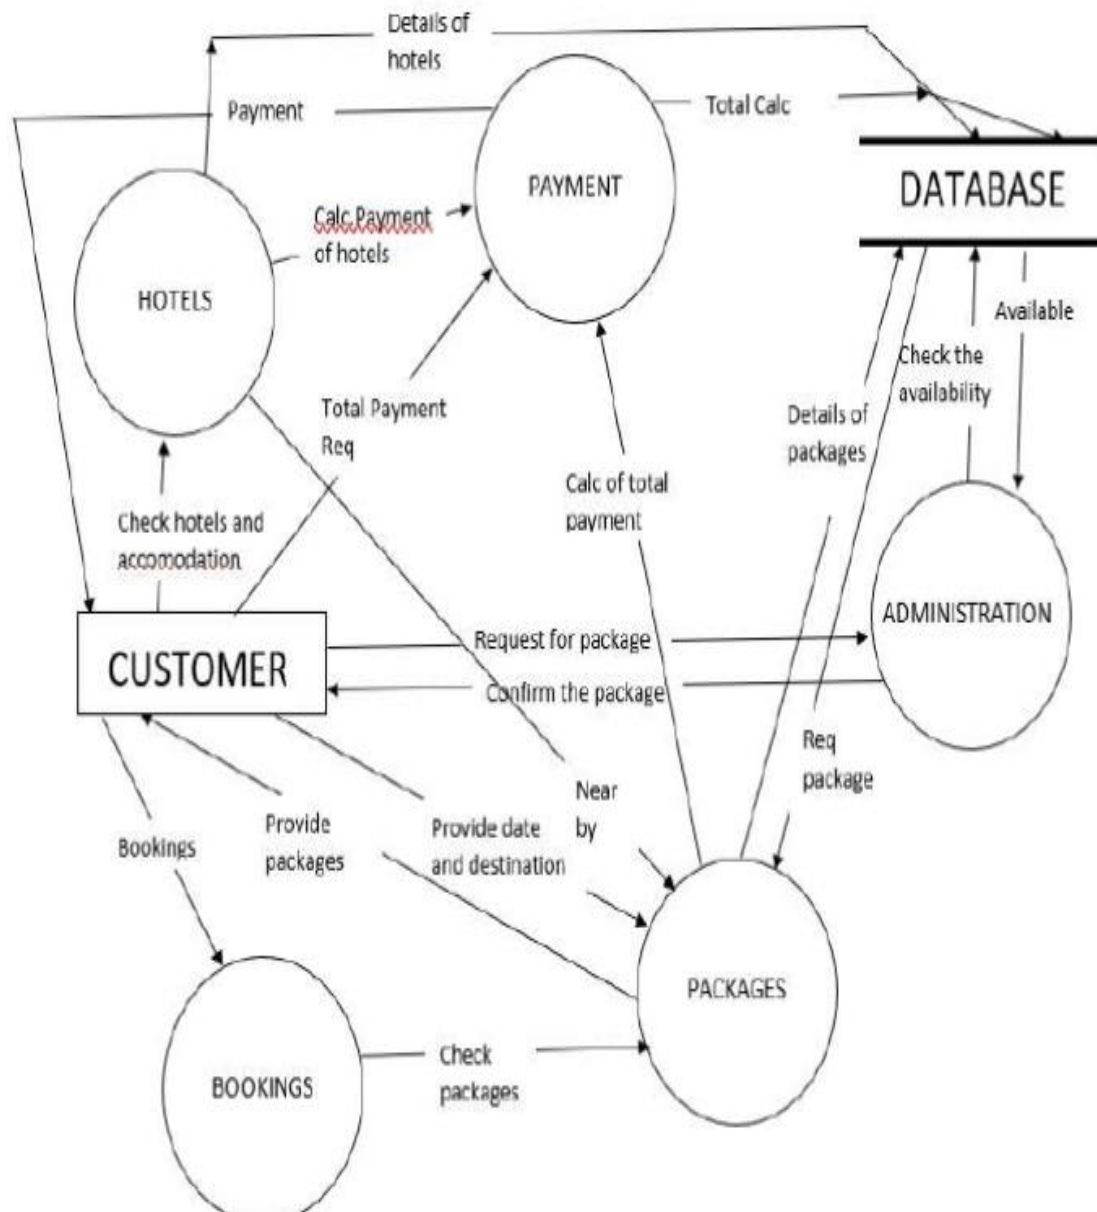 Details of
hotels
Payment
Total Calc
PAYMENT
DATABASE
Calc Payment
of hotels
HOTELS
Available
Check the
availability
Total Payment
Req
Details of
packages
Calc of total
payment
Check hotels and
accomodation
ADMINISTRATION
Request for package
CUSTOMER
Confirm the package
Req
package
Near
by
Provide
packages
Provide date
and destination
Bookings
PACKAGES
Check
packages
BOOKINGS